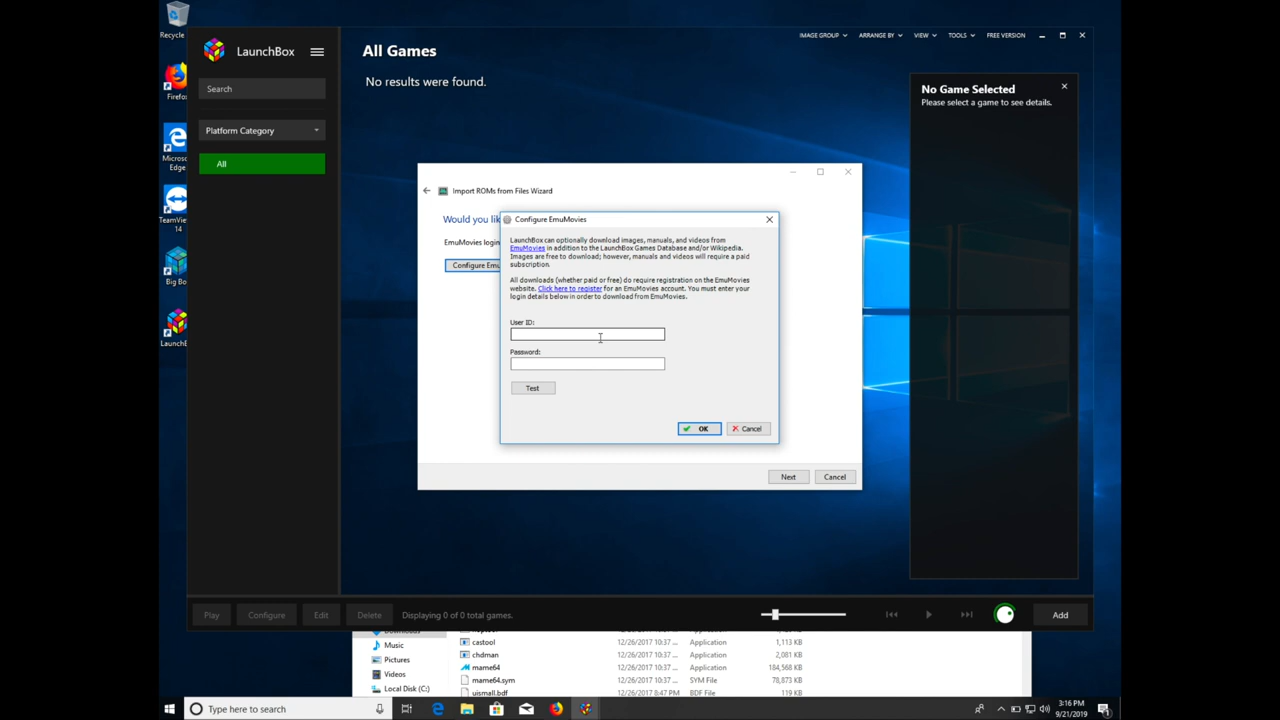 Recycle
LaunchBox
All Games
IMAGE GROUP
ARRANGE BY
VIEW
TOOLS
FREE VERSION
No results were found.
Search
No Game Selected
Please select a game to see details.
Firefox
Platform Category
All
Microsoft
Edge
Import ROMs from Files Wizard
Would you lik
Configure EmuMovies
EmuMovies login
Configure Emu
LaunchBox can optionally download images, manuals, and videos from
EmuMovies in addition to the LaunchBox Games Database and/or Wikipedia.
Images are free to download; however, manuals and videos will require a paid
subscription.
All downloads (whether paid or free) do require registration on the EmuMovies
website. Click here to register for an EmuMovies account. You must enter your
login details below in order to download from EmuMovies.
TeamView
14
Big Bo
LaunchB
User ID:
Password:
Test
OK
Cancel
Next
Cancel
Play
Configure
Edit
Delete
Displaying 0 of 0 total games.
Add
Downloads
Music
Pictures
Videos
Local Disk (C:)
castool
12/26/2017 10:37 ...
Application
1,113 KB
chdman
12/26/2017 10:37 ...
Application
2,081 KB
mame64
12/26/2017 10:37 ...
Application
184,568 KB
mame64.sym
12/26/2017 10:37 ...
SYM File
78,873 KB
uismall.bdf
12/26/2017 8:47 PM
BDF File
119 KB
Type here to search
3:16 PM
9/21/2019